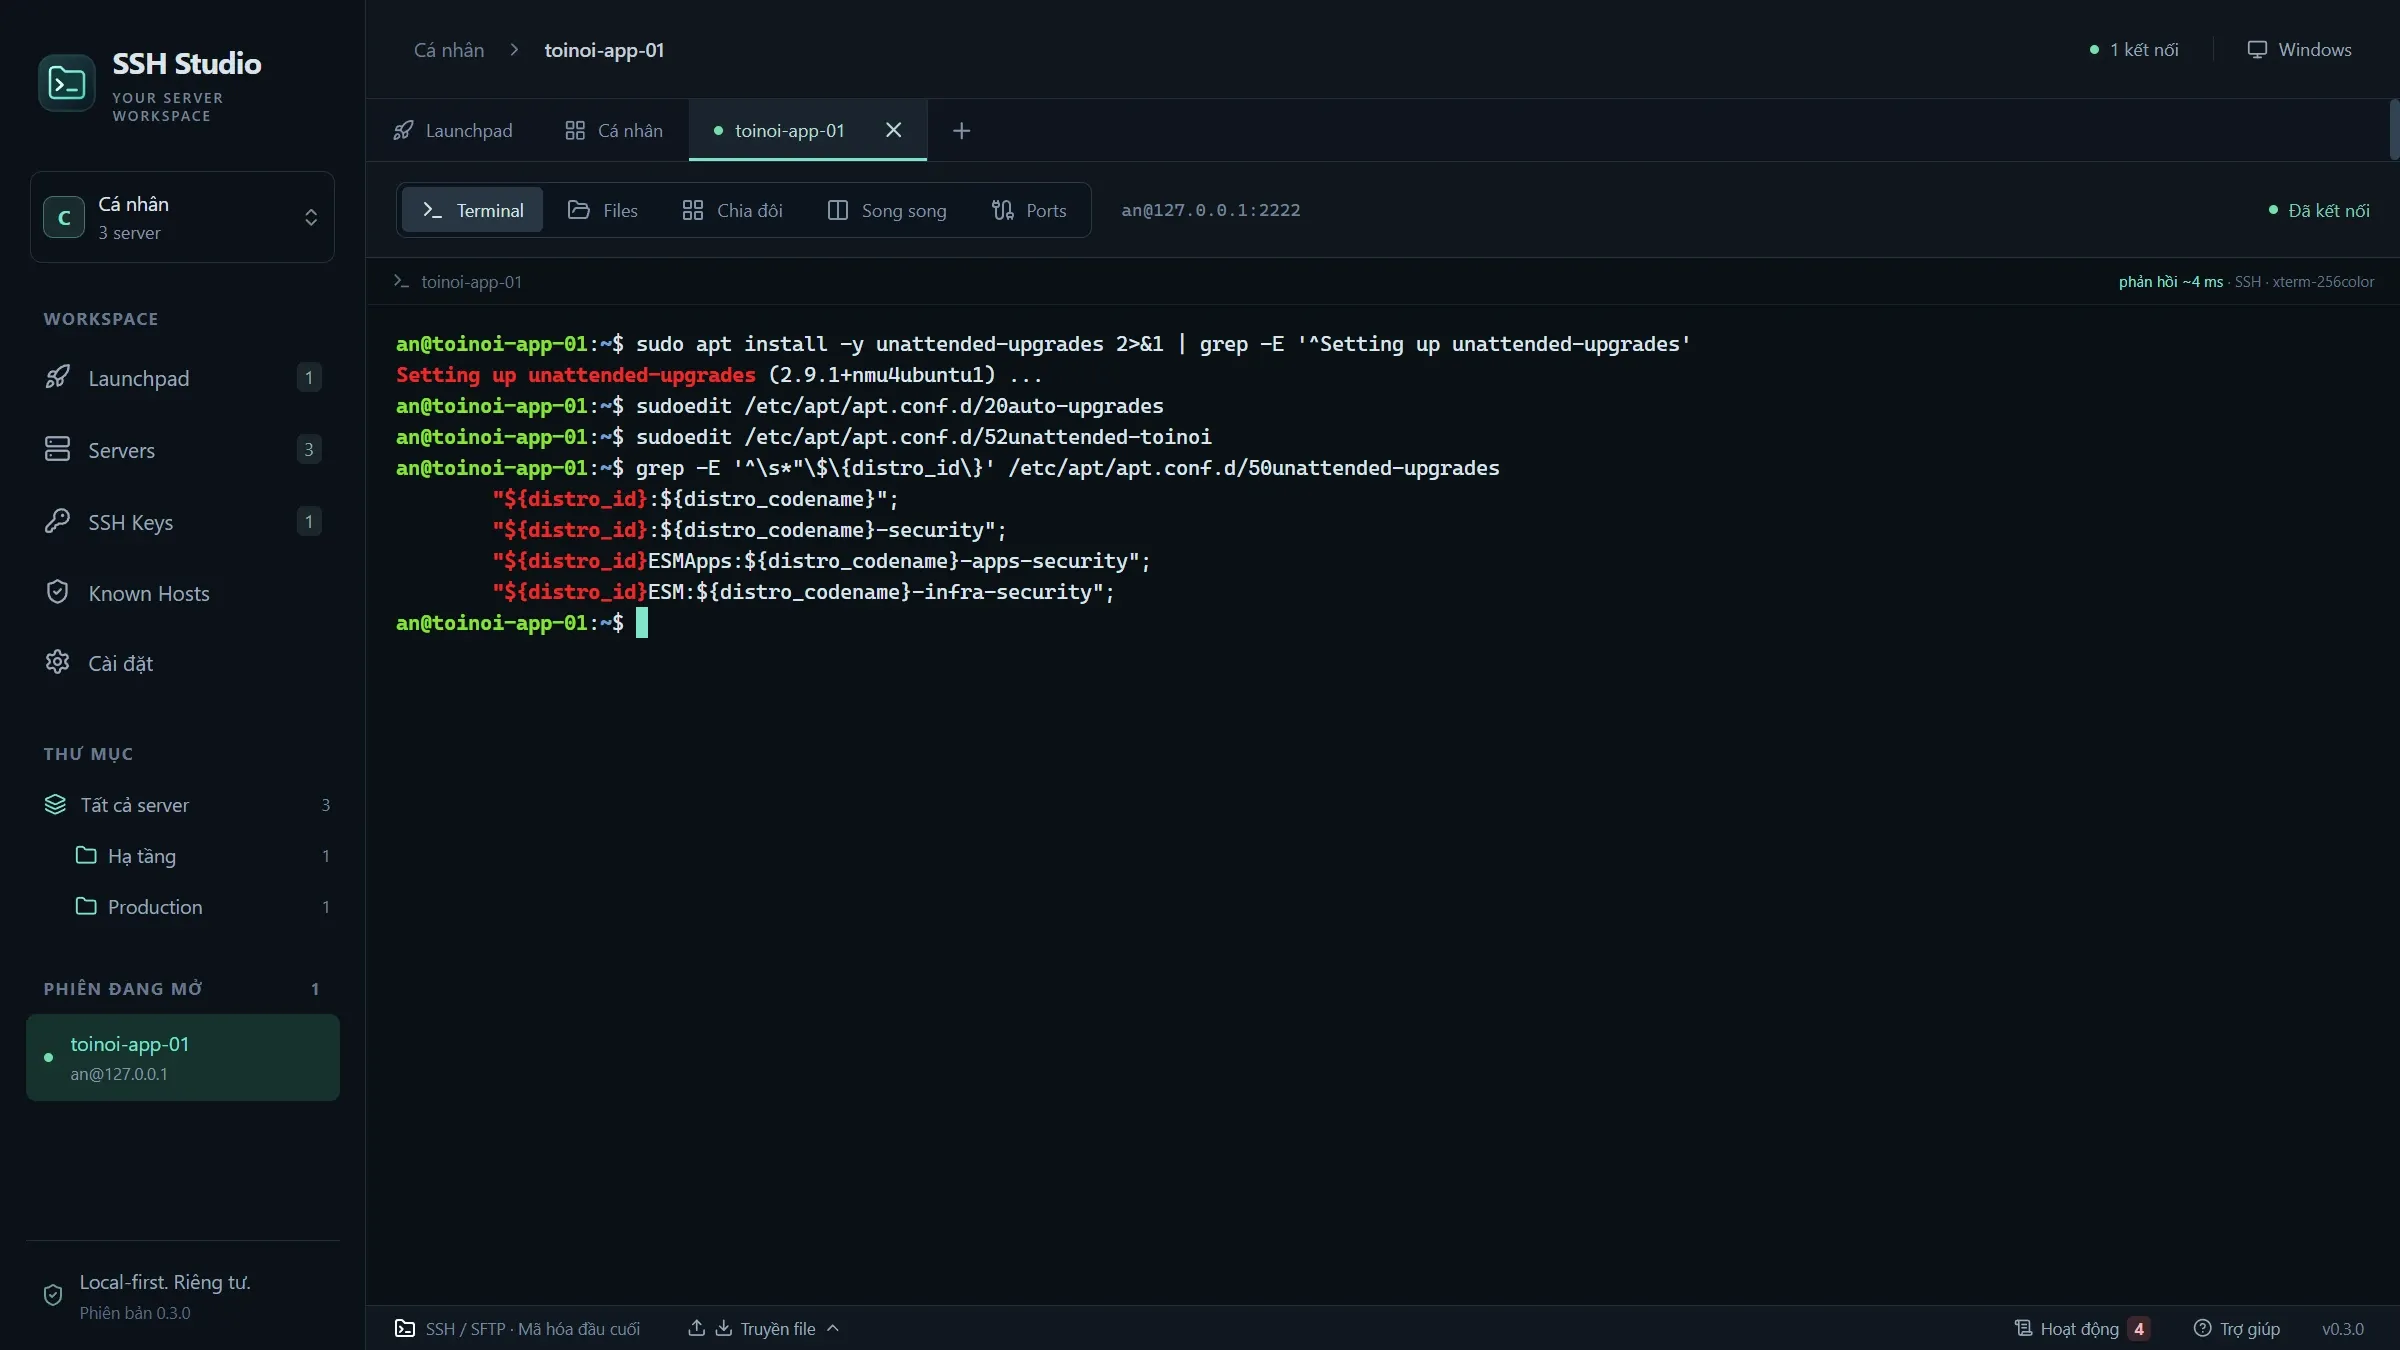 SSH Studio
YOUR SERVER
WORKSPACE
C
Cá nhân
3 server
WORKSPACE
Launchpad 1
Servers 3
SSH Keys 1
Known Hosts
Cài đặt
THƯ MỤC
Tất cả server 3
Hạ tầng 1
Production 1
PHIÊN ĐANG MỞ 1
toinoi-app-01
an@127.0.0.1
Local-first. Riêng tư.
Phiên bản 0.3.0
Cá nhân > toinoi-app-01
1 kết nối
Windows
Launchpad
Cá nhân
toinoi-app-01
Terminal
Files
Chia đôi
Song song
Ports
an@127.0.0.1:2222
Đã kết nối
toinoi-app-01
phản hồi ~4 ms · SSH · xterm-256color
an@toinoi-app-01:~$ sudo apt install -y unattended-upgrades 2>&1 | grep -E '^Setting up unattended-upgrades'
Setting up unattended-upgrades (2.9.1+nmu4ubuntu1) ...
an@toinoi-app-01:~$ sudoedit /etc/apt/apt.conf.d/20auto-upgrades
an@toinoi-app-01:~$ sudoedit /etc/apt/apt.conf.d/52unattended-toinoi
an@toinoi-app-01:~$ grep -E '^\s*"\$\{distro_id\}' /etc/apt/apt.conf.d/50unattended-upgrades
"${distro_id}:${distro_codename}";
"${distro_id}:${distro_codename}-security";
"${distro_id}ESMApps:${distro_codename}-apps-security";
"${distro_id}ESM:${distro_codename}-infra-security";
an@toinoi-app-01:~$
SSH / SFTP · Mã hóa đầu cuối
Truyền file
Hoạt động 4
Trợ giúp
v0.3.0